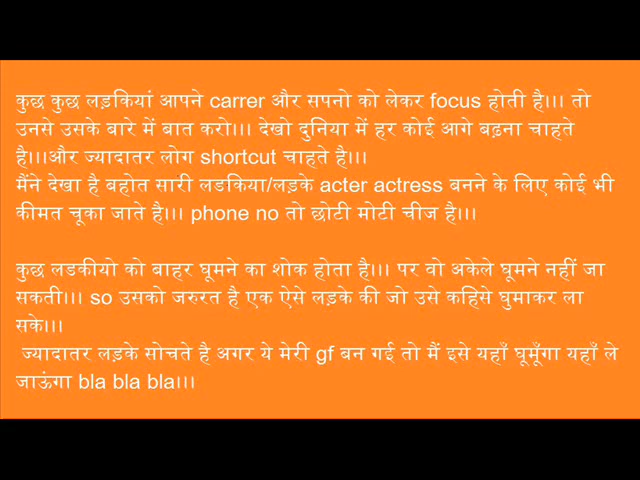 कुछ कुछ लड़कियां आपने carrer और सपनो को लेकर focus होती है।।। तो
उनसे उसके बारे में बात करो।।। देखो दुनिया में हर कोई आगे बढ़ना चाहते
है।।।और ज्यादातर लोग shortcut चाहते है।।।
मैंने देखा है बहोत सारी लडकिया/लड़के acter actress बनने के लिए कोई भी
कीमत चूका जाते है।।। phone no तो छोटी मोटी चीज है।।।
कुछ लडकीयो को बाहर घूमने का शोक होता है।।। पर वो अकेले घूमने नहीं जा
सकती।।। so उसको जरुरत है एक ऐसे लड़के की जो उसे कहिसे घुमाकर ला
सके।।।
ज्यादातर लड़के सोचते है अगर ये मेरी gf बन गई तो मैं इसे यहाँ घूमूँगा यहाँ ले
जाऊंगा bla bla bla।।।